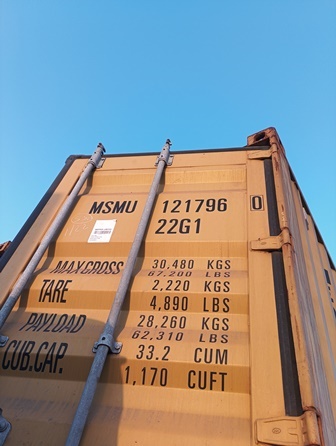 MSMU 121796 0
22G1
MAX.GROSS 30,480 KGS
67,200 LBS
TARE 2,220 KGS
4,890 LBS
PAYLOAD 28,260 KGS
62,310 LBS
CUB.CAP. 33.2 CUM
1,170 CUFT